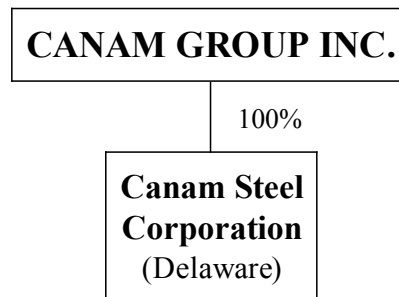 CANAM GROUP INC.
100%
Canam Steel
Corporation
(Delaware)